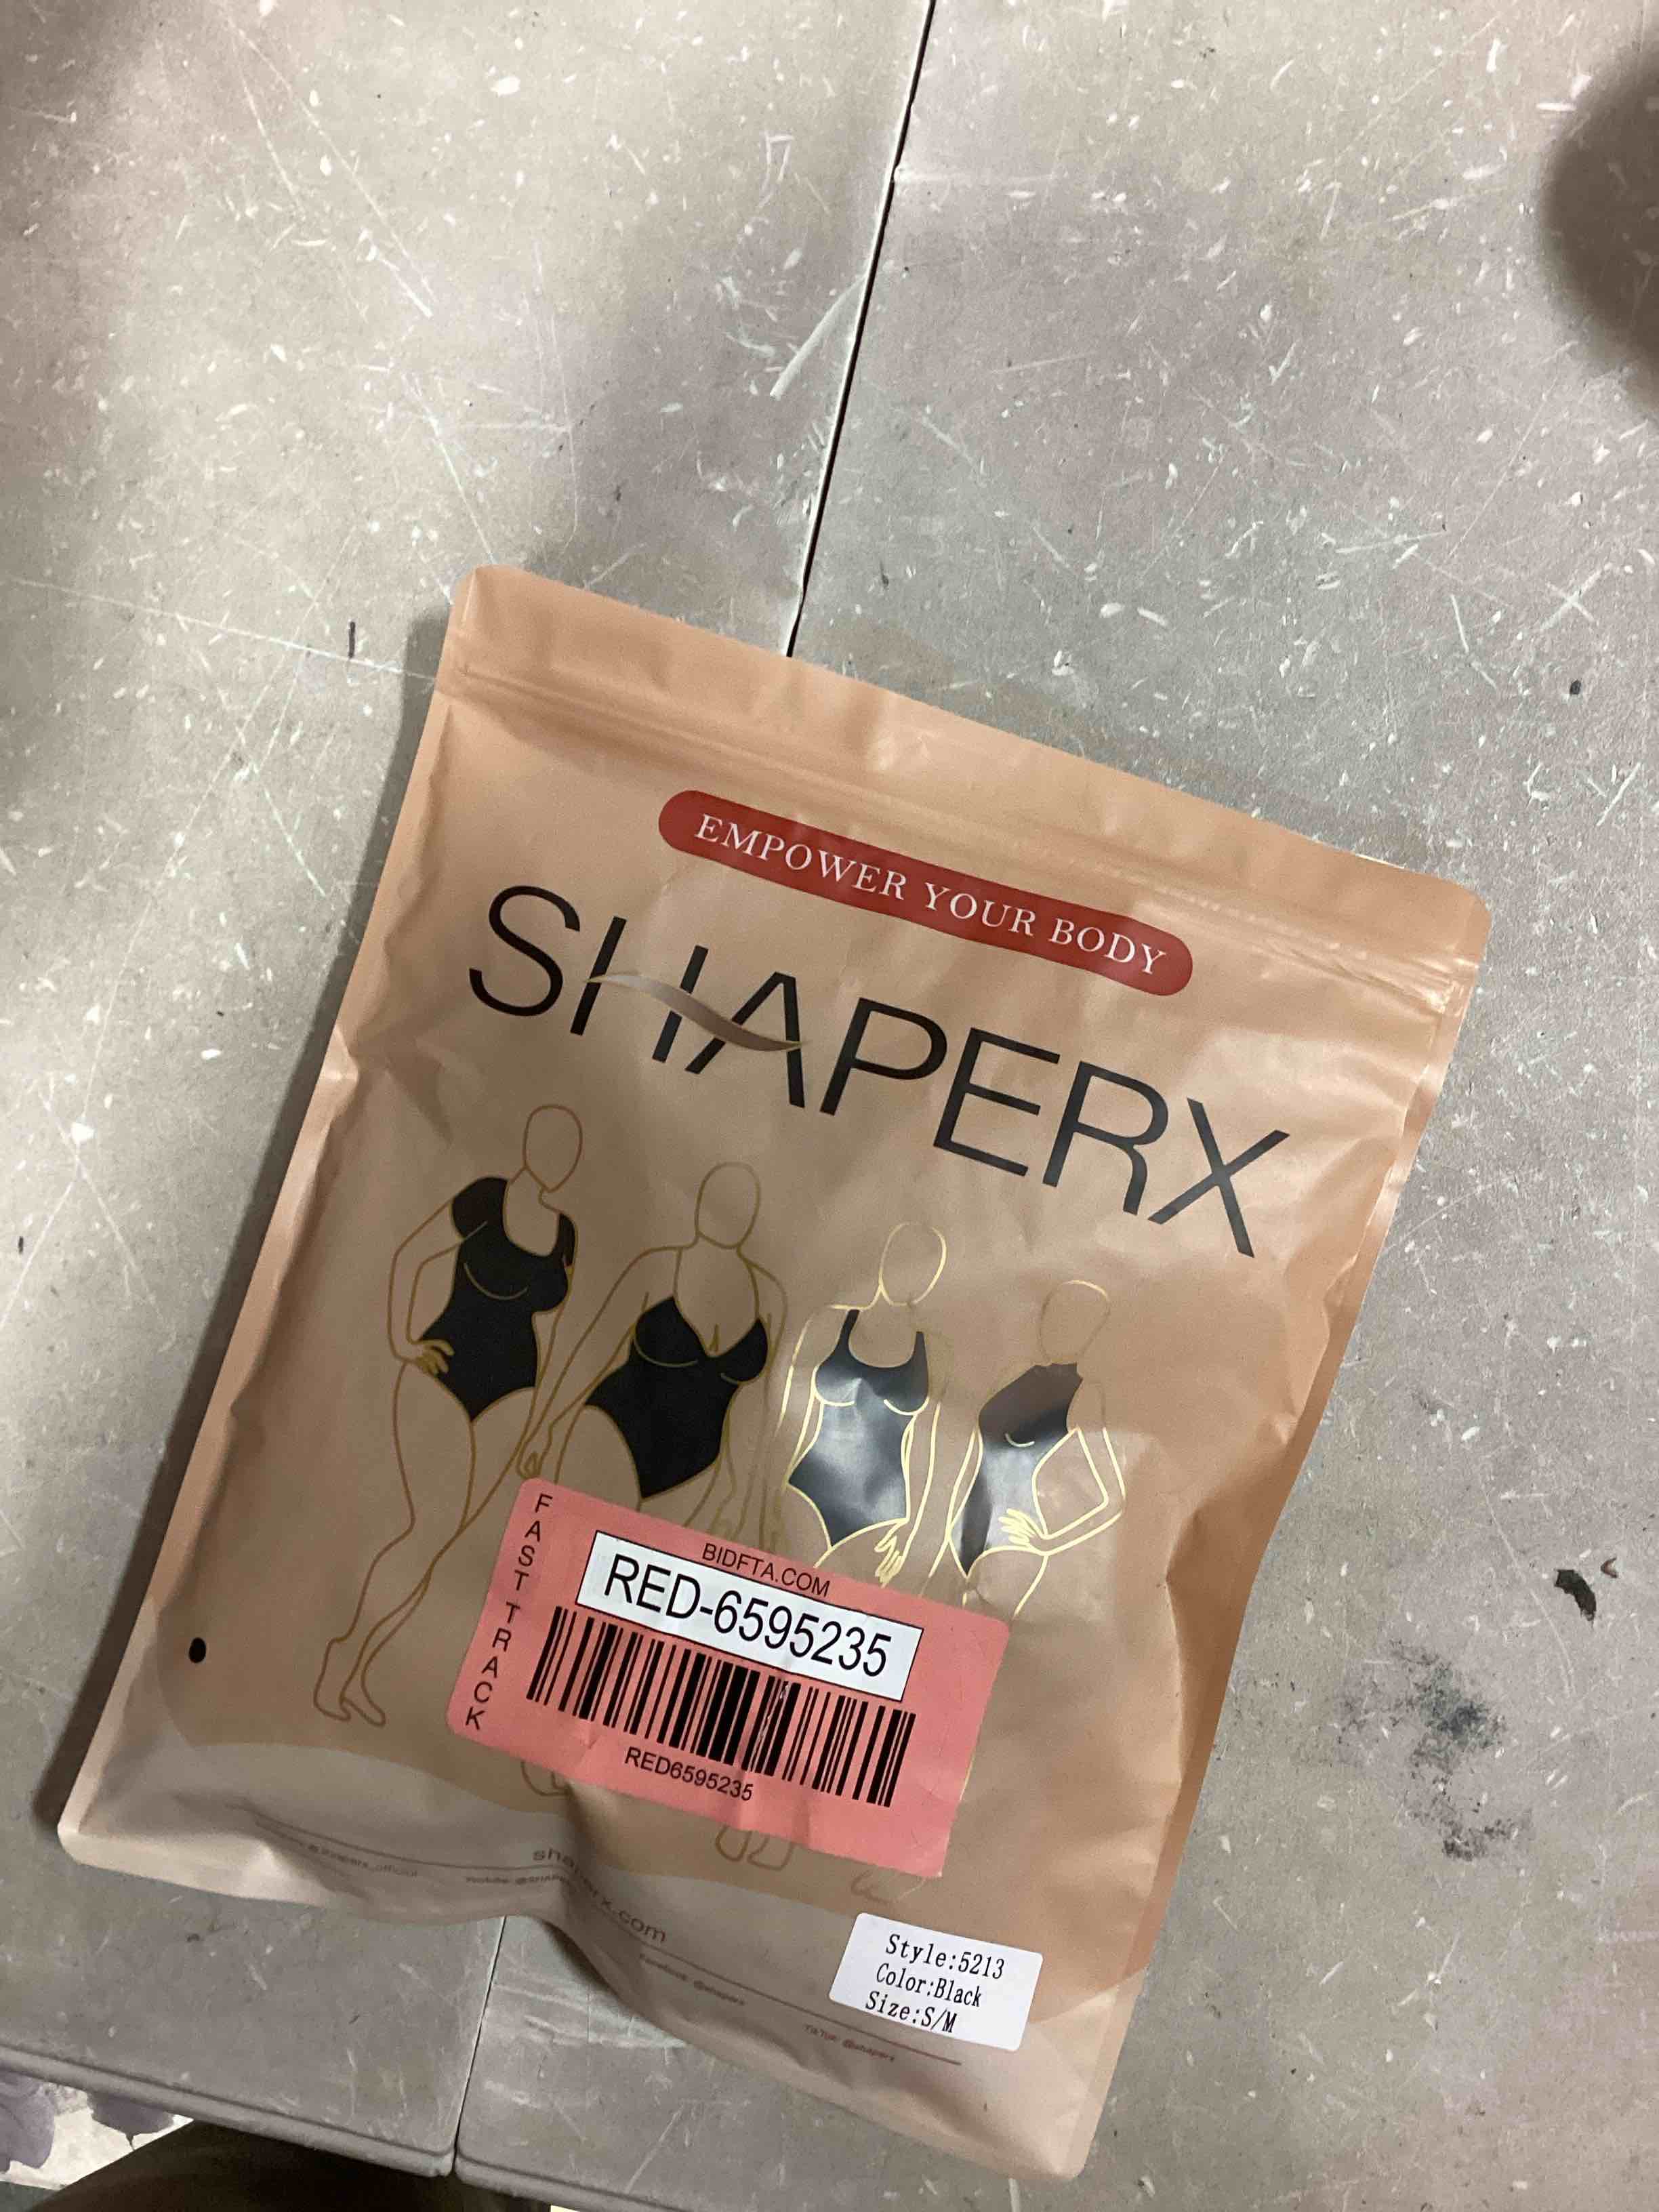 EMPOWER YOUR BODY
SHAPERX
FAST TRACK
BIDFTA.COM
RED-6595235
RED6595235
Style:5213
Color:Black
Size:S/M